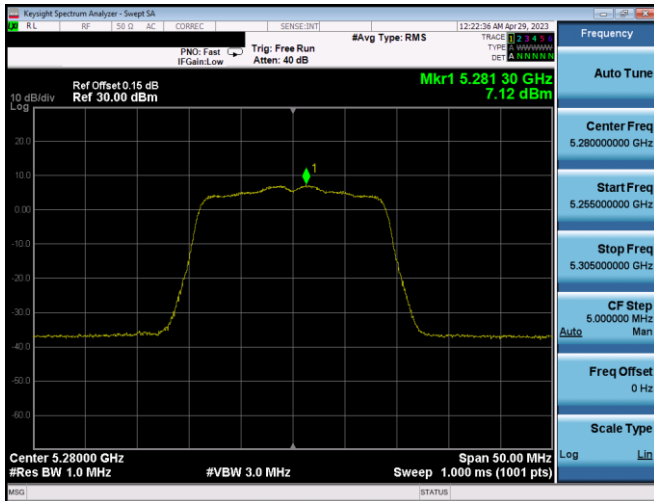 Keysight Spectrum Analyzer - Swept SA
RL RF 50 Ω AC CORREC SENSE:INT 12:22:36 AM Apr 29, 2023
#Avg Type: RMS
TRACE 1 2 3 4 5 6
TYPE A WWWWW
DET A N N N N N
PNO: Fast
IFGain:Low
Trig: Free Run
Atten: 40 dB
Mkr1 5.281 30 GHz
7.12 dBm
Ref Offset 0.15 dB
Ref 30.00 dBm
10 dB/div
Log
1
20.0
10.0
0.00
-10.0
-20.0
-30.0
-40.0
-50.0
-60.0
Center 5.28000 GHz
Span 50.00 MHz
#Res BW 1.0 MHz
#VBW 3.0 MHz
Sweep 1.000 ms (1001 pts)
MSG
STATUS
Frequency
Auto Tune
Center Freq
5.280000000 GHz
Start Freq
5.255000000 GHz
Stop Freq
5.305000000 GHz
CF Step
5.000000 MHz
Auto Man
Freq Offset
0 Hz
Scale Type
Log Lin